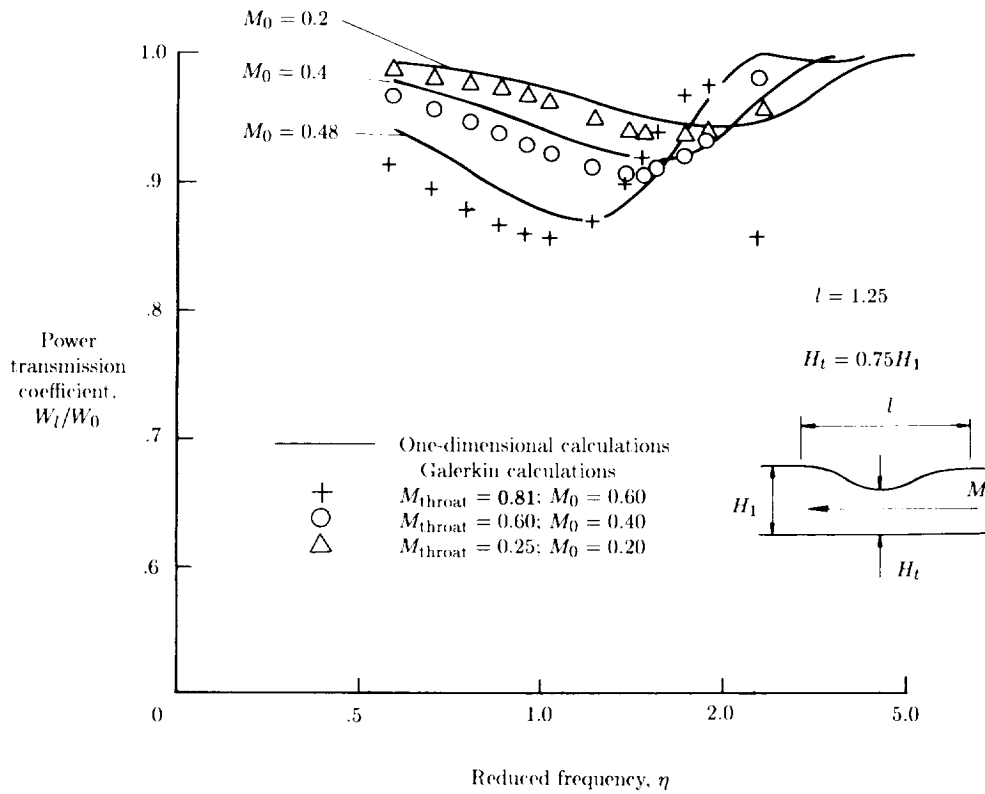 M₀ = 0.2
1.0
M₀ = 0.4
M₀ = 0.48
.9
.8
l = 1.25
Power
transmission
coefficient,
W_l/W₀
H_t = 0.75H₁
.7
l
One-dimensional calculations
Galerkin calculations
+ M_throat = 0.81; M₀ = 0.60
○ M_throat = 0.60; M₀ = 0.40
△ M_throat = 0.25; M₀ = 0.20
H₁
M
H_t
.6
0
.5
1.0
2.0
5.0
Reduced frequency, η